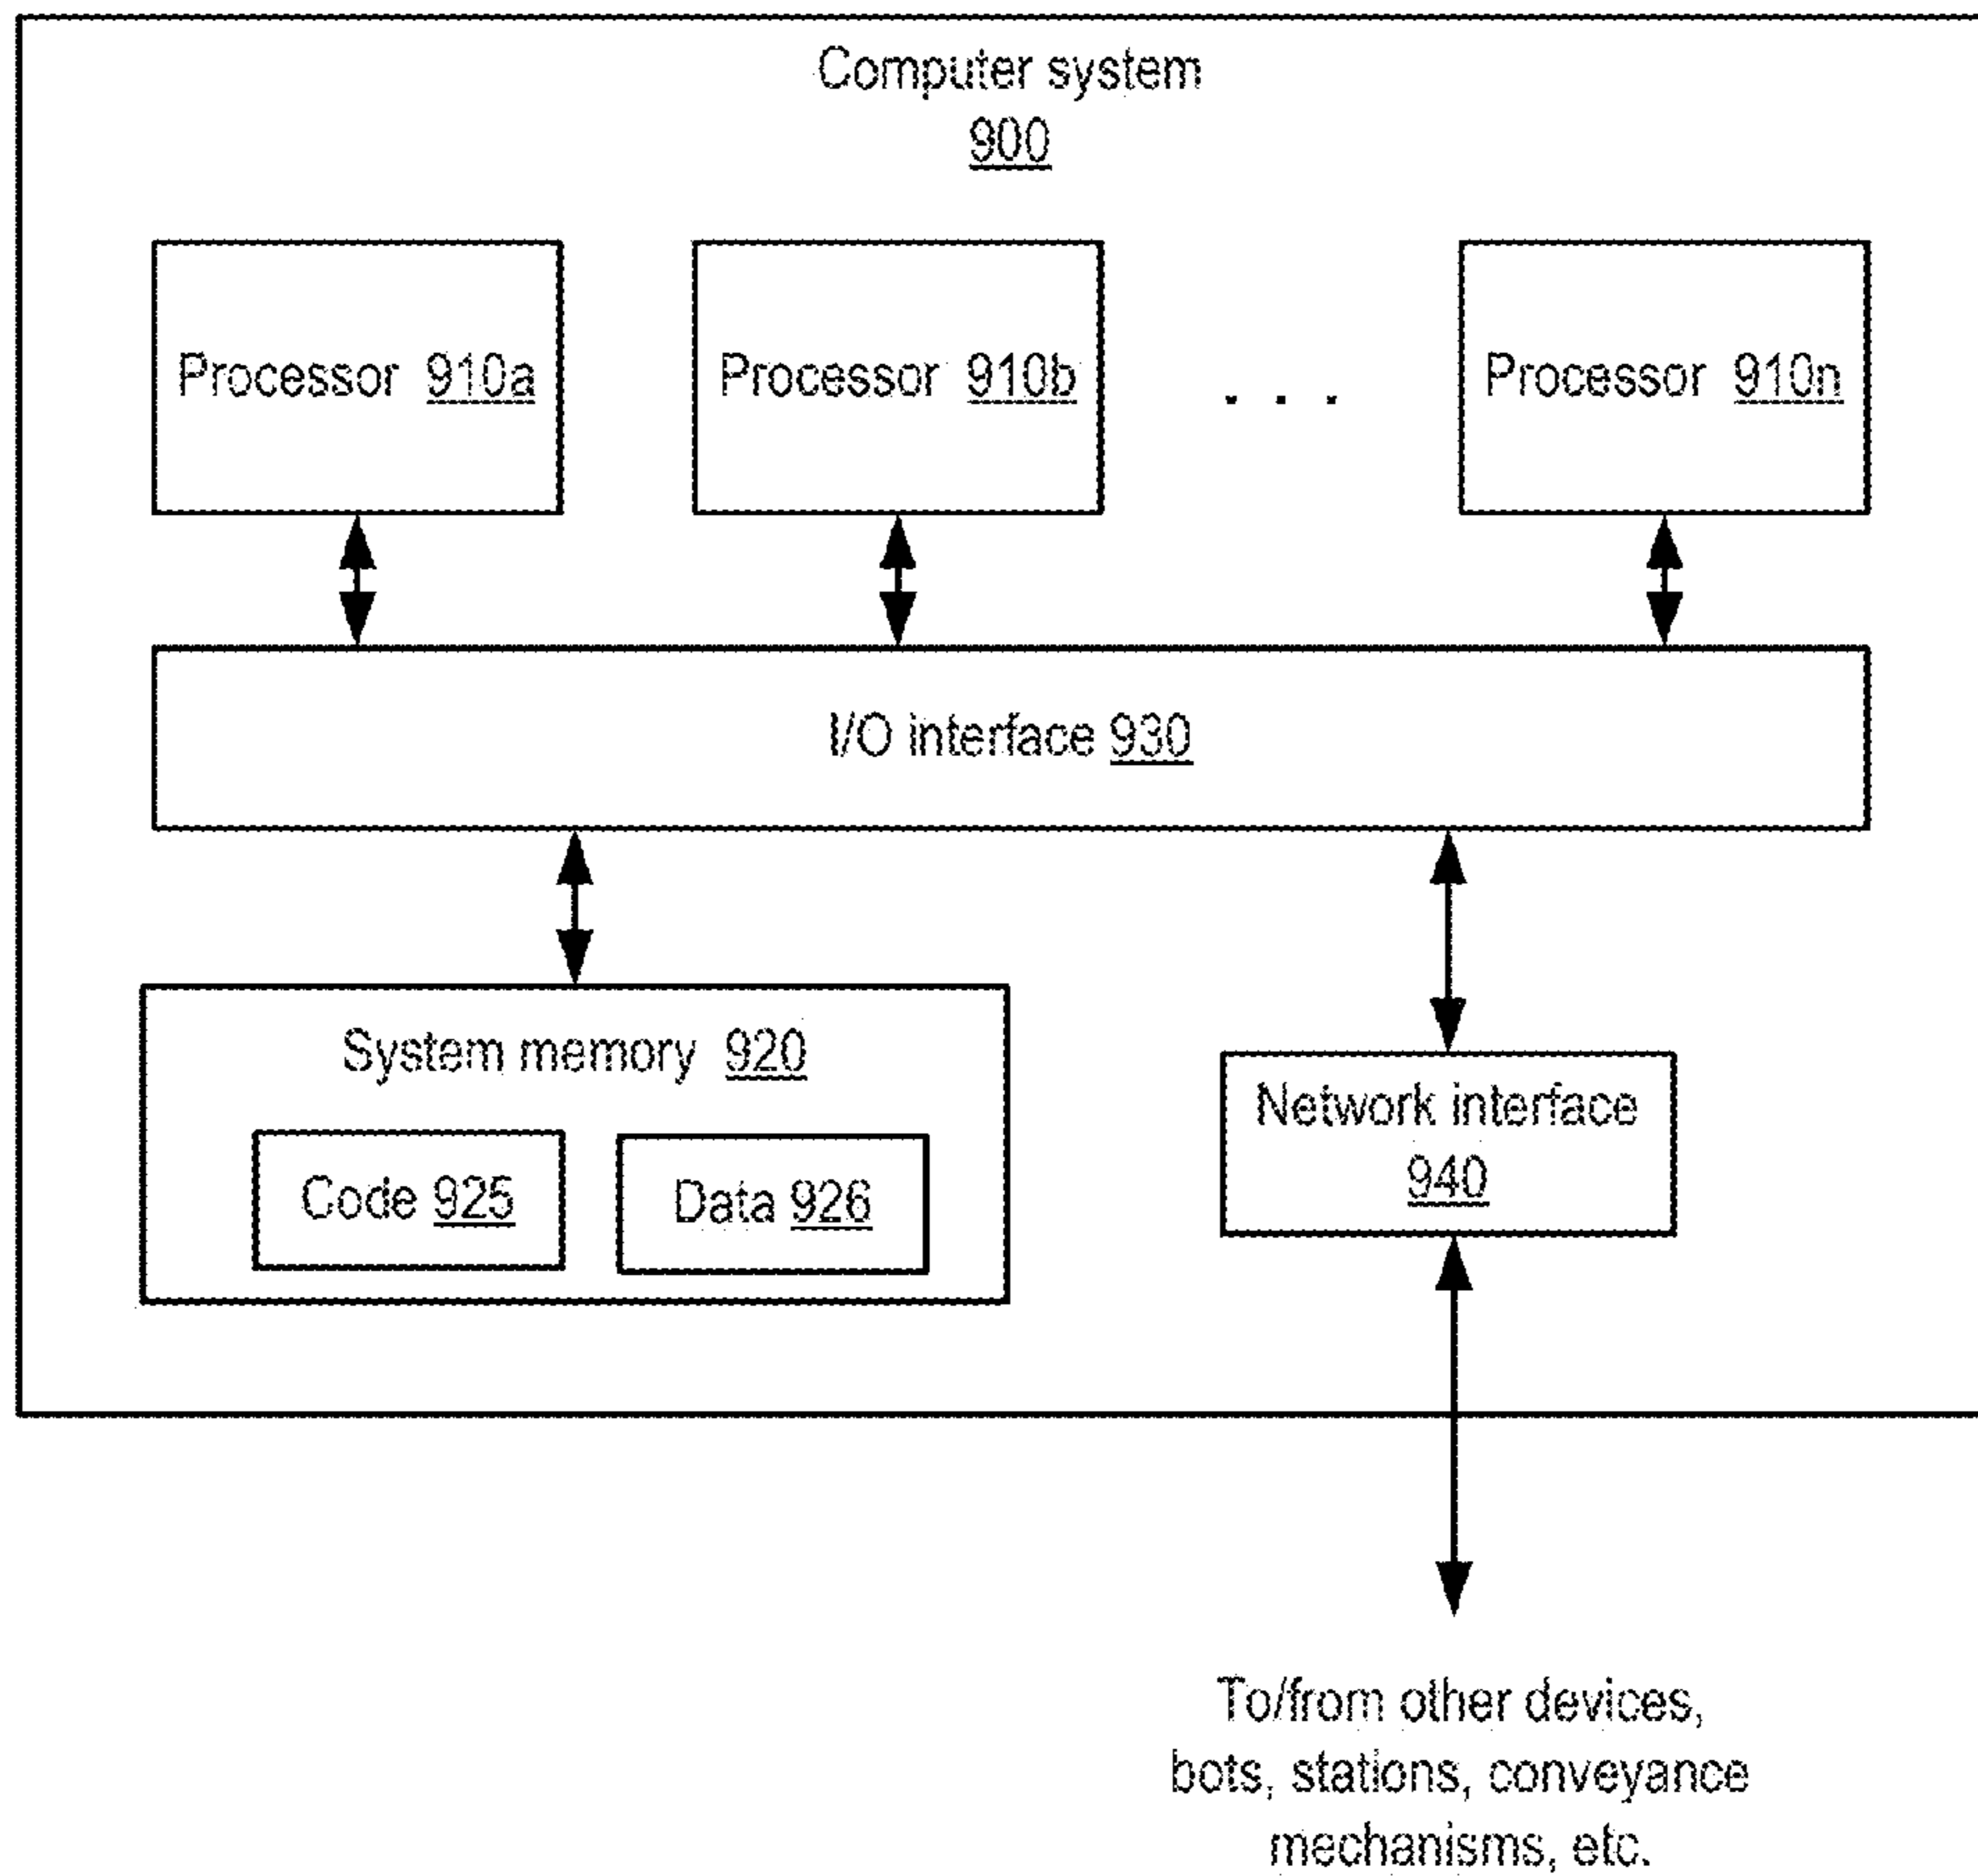 Computer system
900
Processor 910a
Processor 910b
. . .
Processor 910n
I/O interface 930
System memory 920
Code 925
Data 926
Network interface
940
To/from other devices,
bots, stations, conveyance
mechanisms, etc.